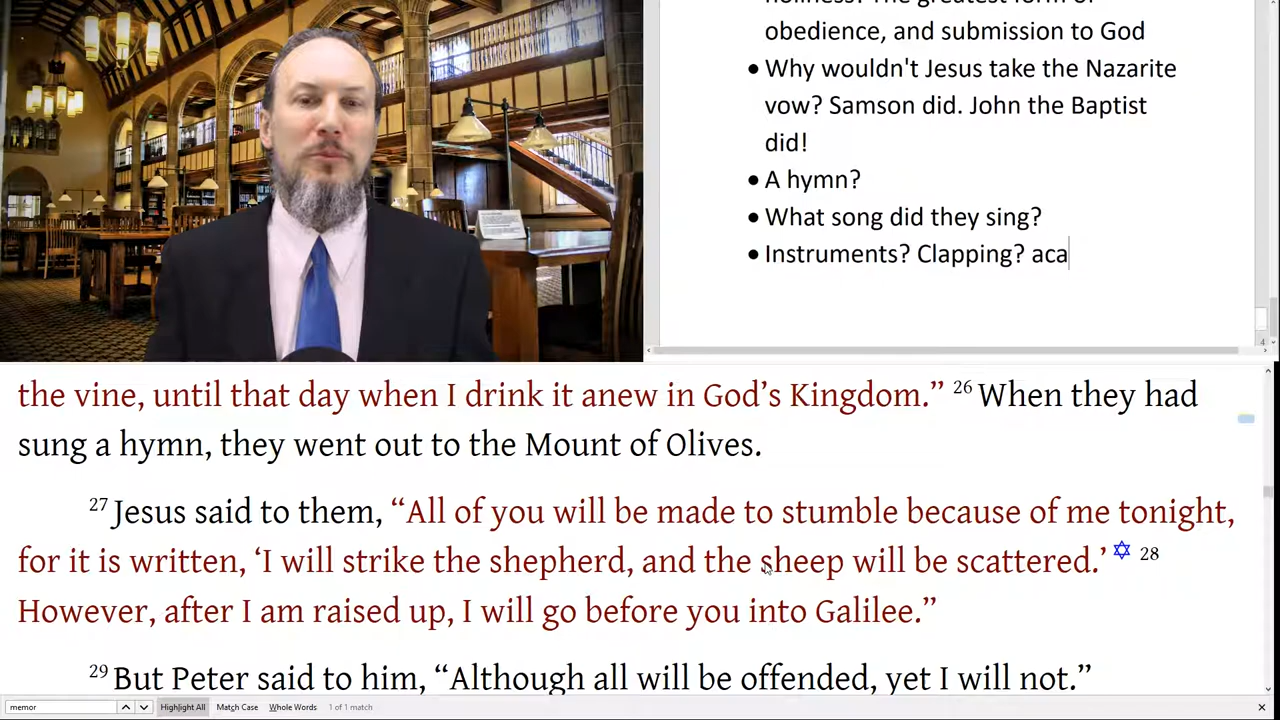 holiness? The greatest form of
obedience, and submission to God
•Why wouldn't Jesus take the Nazarite
vow? Samson did. John the Baptist
did!
•A hymn?
•What song did they sing?
•Instruments? Clapping? aca
4
the vine, until that day when I drink it anew in God’s Kingdom.” 26 When they had
sung a hymn, they went out to the Mount of Olives.
27 Jesus said to them, “All of you will be made to stumble because of me tonight,
for it is written, ‘I will strike the shepherd, and the sheep will be scattered.’✡ 28
However, after I am raised up, I will go before you into Galilee.”
29 But Peter said to him, “Although all will be offended, yet I will not.”
memor Highlight All Match Case Whole Words 1 of 1 match